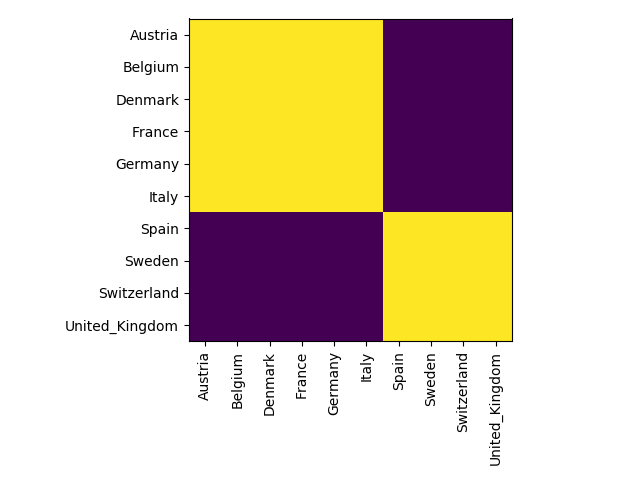 Austria
Belgium
Denmark
France
Germany
Italy
Spain
Sweden
Switzerland
United_Kingdom
Austria
Belgium
Denmark
France
Germany
Italy
Spain
Sweden
Switzerland
United_Kingdom